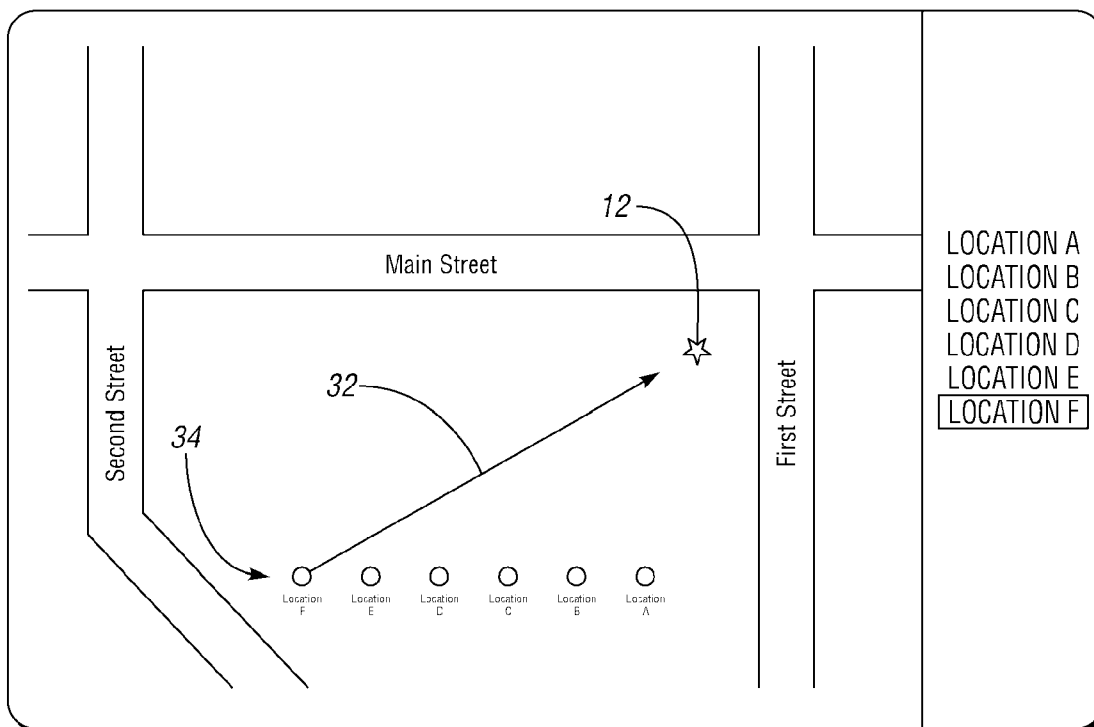 12
Main Street
LOCATION A
LOCATION B
LOCATION C
LOCATION D
LOCATION E
LOCATION F
Second Street
First Street
32
34
Location F
Location E
Location D
Location C
Location B
Location A